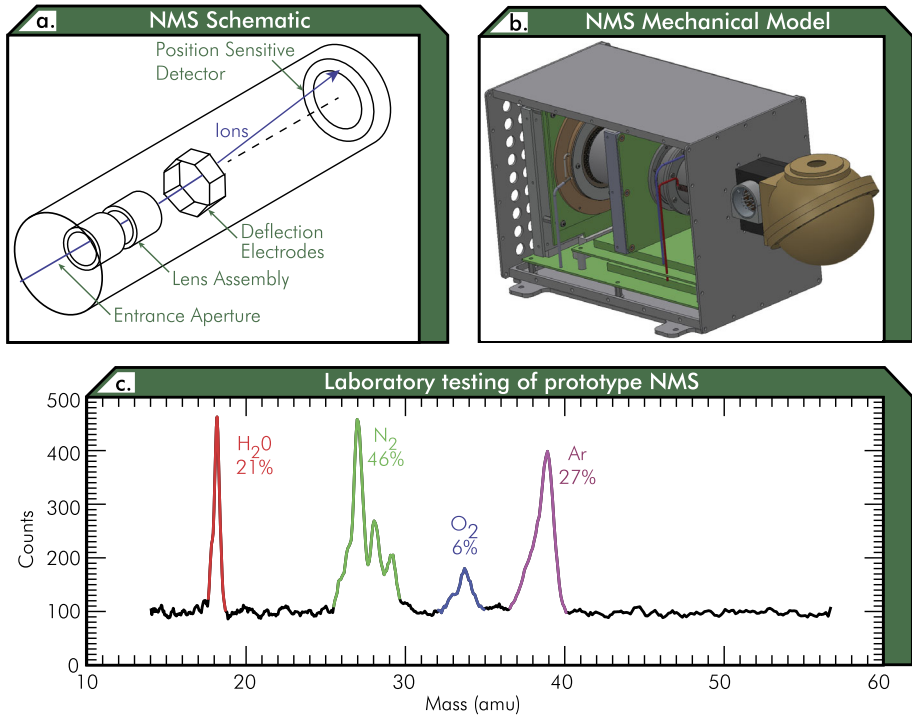 a.
NMS Schematic
Position Sensitive
Detector
Ions
Deflection
Electrodes
Lens Assembly
Entrance Aperture
b.
NMS Mechanical Model
c.
Laboratory testing of prototype NMS
500
400
300
200
100
0
Counts
H₂0
21%
N₂
46%
O₂
6%
Ar
27%
10
20
30
40
50
60
Mass (amu)